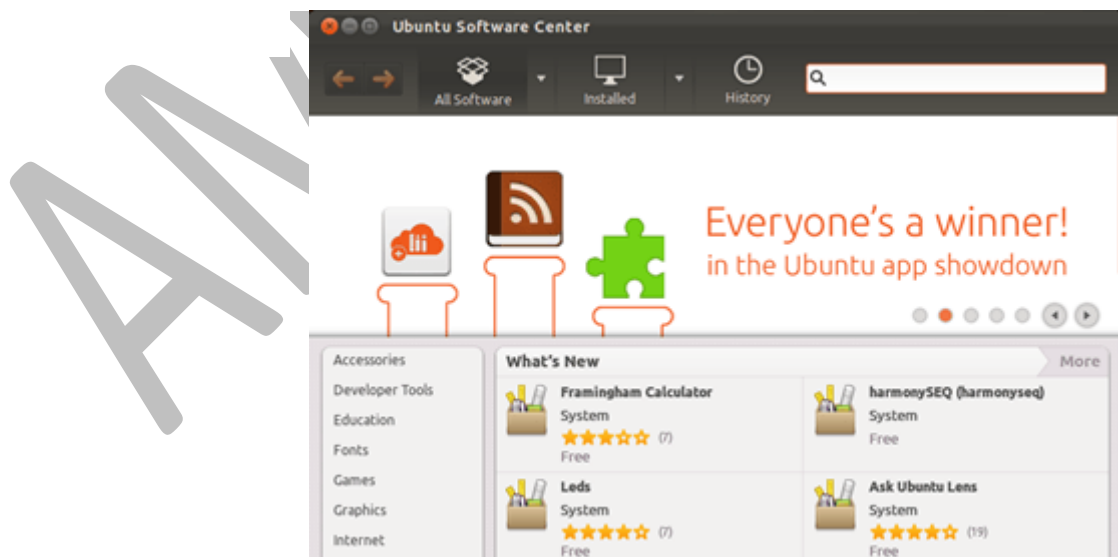 Ubuntu Software Center
All Software
Installed
History
Everyone's a winner!
in the Ubuntu app showdown
Accessories
Developer Tools
Education
Fonts
Games
Graphics
Internet
What's New
More
Framingham Calculator
System
(7)
Free
harmonySEQ (harmonyseq)
System
Free
Leds
System
(7)
Free
Ask Ubuntu Lens
System
(19)
Free